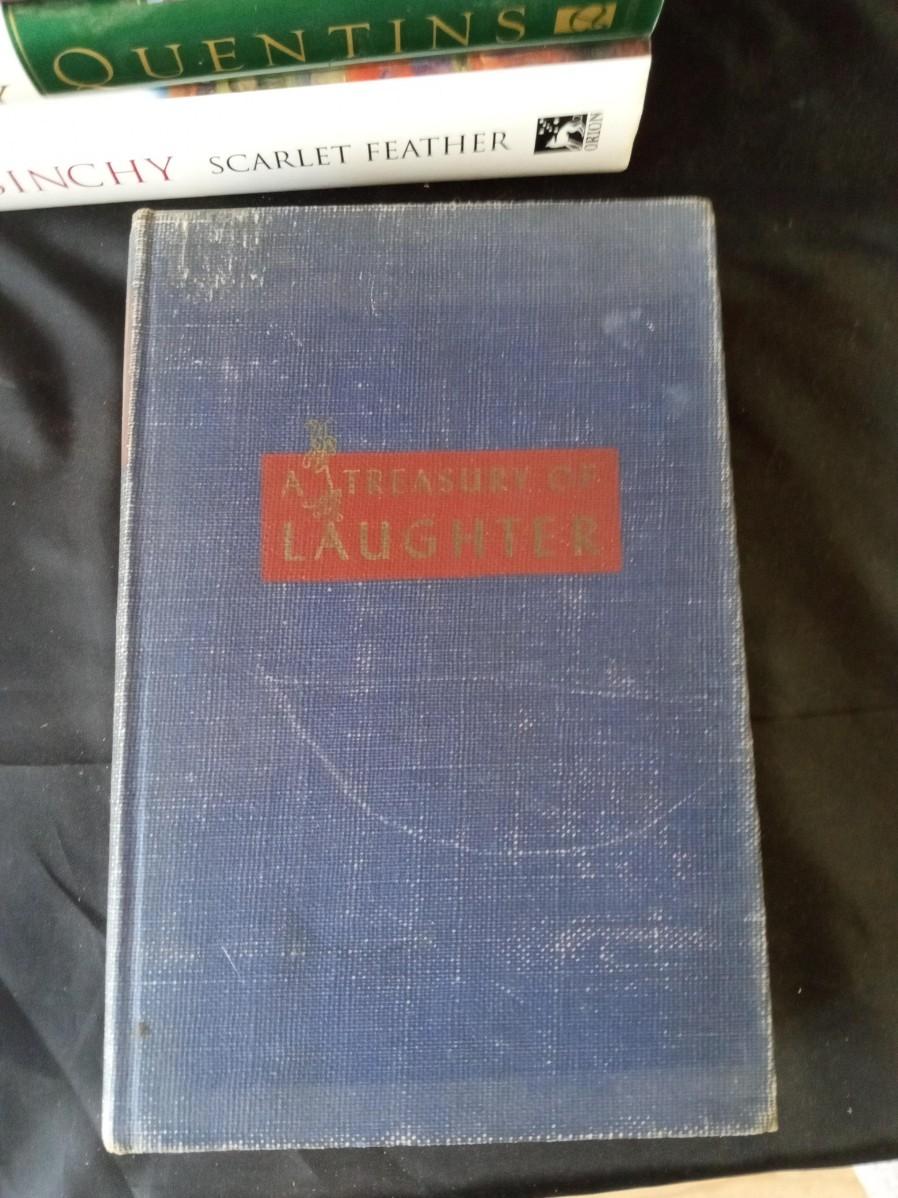 QUENTINS
BINCHY SCARLET FEATHER ORION
A TREASURY OF
LAUGHTER